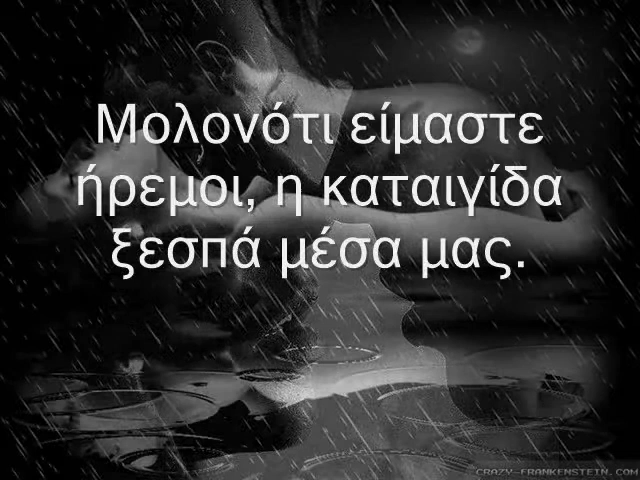 Μολονότι είμαστε
ήρεμοι, η καταιγίδα
ξεσπά μέσα μας.
CRAZY-FRANKENSTEIN.COM